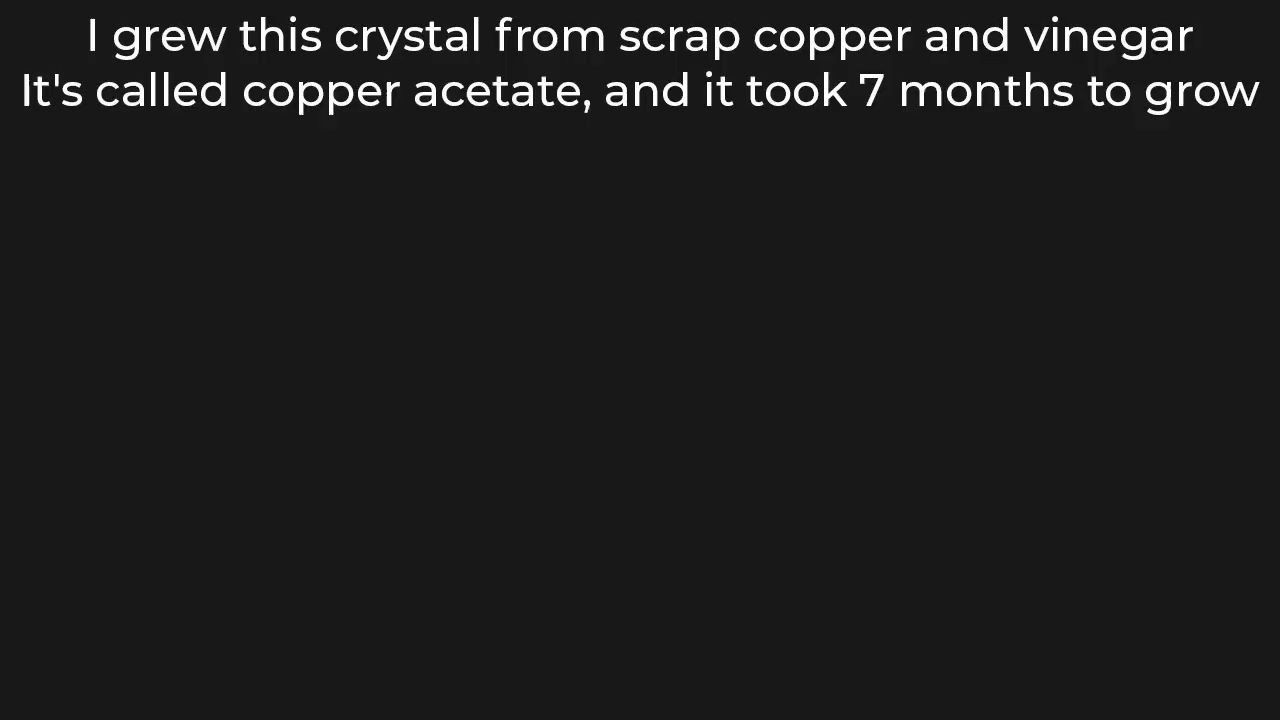 I grew this crystal from scrap copper and vinegar
It's called copper acetate, and it took 7 months to grow